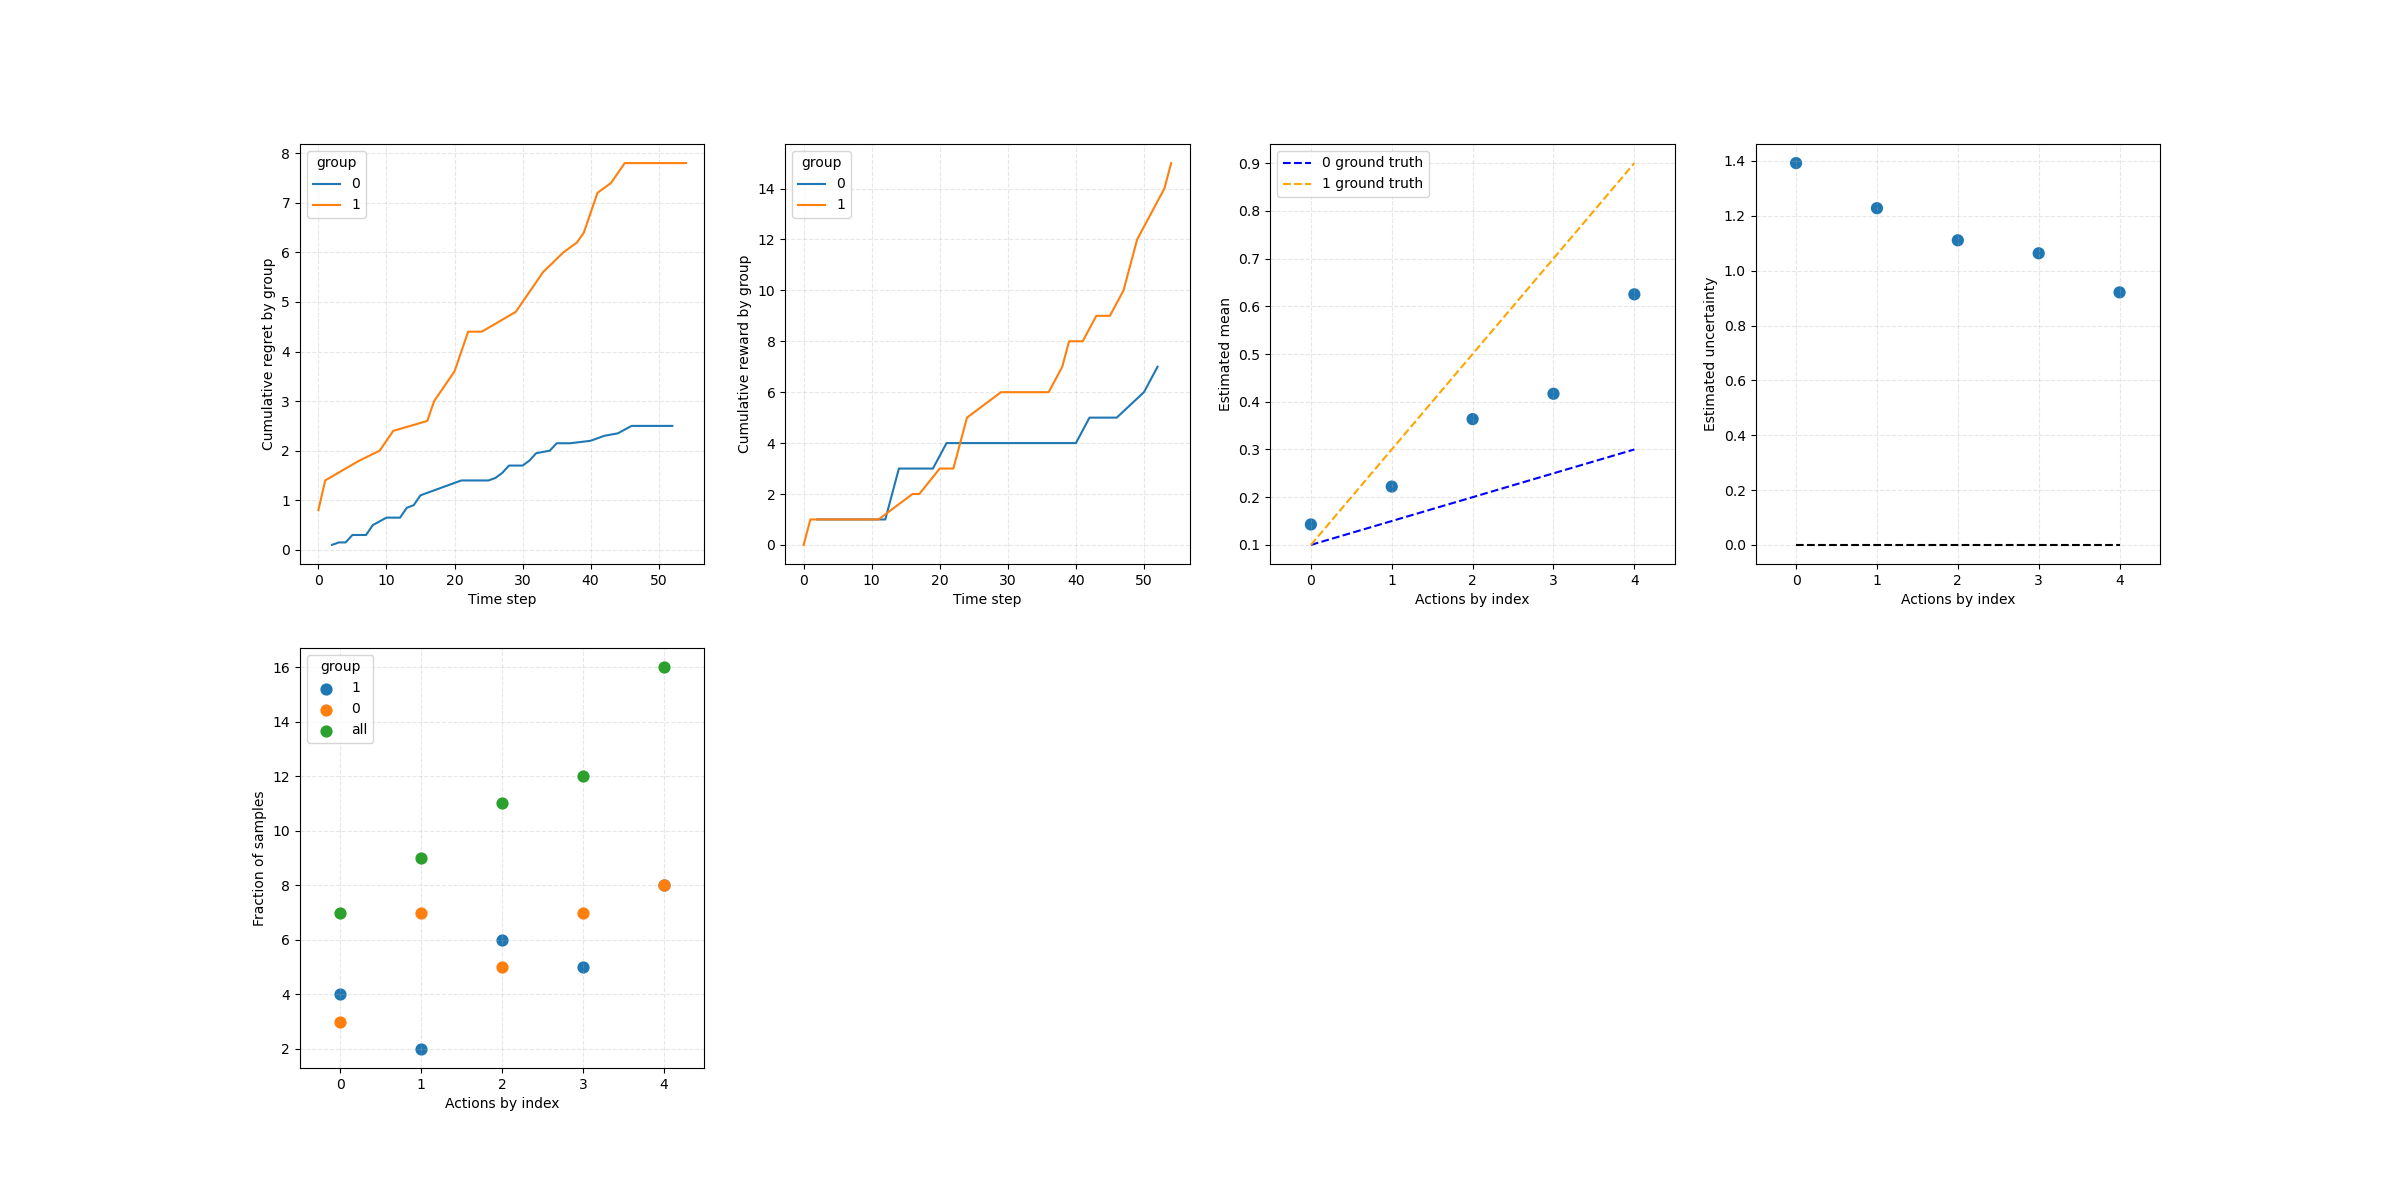 group
0
1
8
7
6
5
4
3
2
1
0
Cumulative regret by group
0 10 20 30 40 50
Time step
group
0
1
14
12
10
8
6
4
2
0
Cumulative reward by group
0 10 20 30 40 50
Time step
0 ground truth
1 ground truth
0.9
0.8
0.7
0.6
0.5
0.4
0.3
0.2
0.1
Estimated mean
0 1 2 3 4
Actions by index
1.4
1.2
1.0
0.8
0.6
0.4
0.2
0.0
Estimated uncertainty
0 1 2 3 4
Actions by index
group
1
0
all
16
14
12
10
8
6
4
2
Fraction of samples
0 1 2 3 4
Actions by index